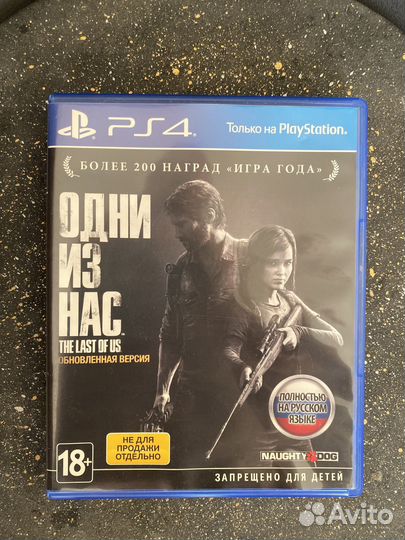 PS4
Только на PlayStation®
БОЛЕЕ 200 НАГРАД «ИГРА ГОДА»
ОДНИ
ИЗ
НАС
THE LAST OF US
ОБНОВЛЕННАЯ ВЕРСИЯ
ПОЛНОСТЬЮ
НА РУССКОМ
ЯЗЫКЕ
НЕ ДЛЯ
ПРОДАЖИ
ОТДЕЛЬНО
18+
NAUGHTY DOG
ЗАПРЕЩЕНО ДЛЯ ДЕТЕЙ
Avito